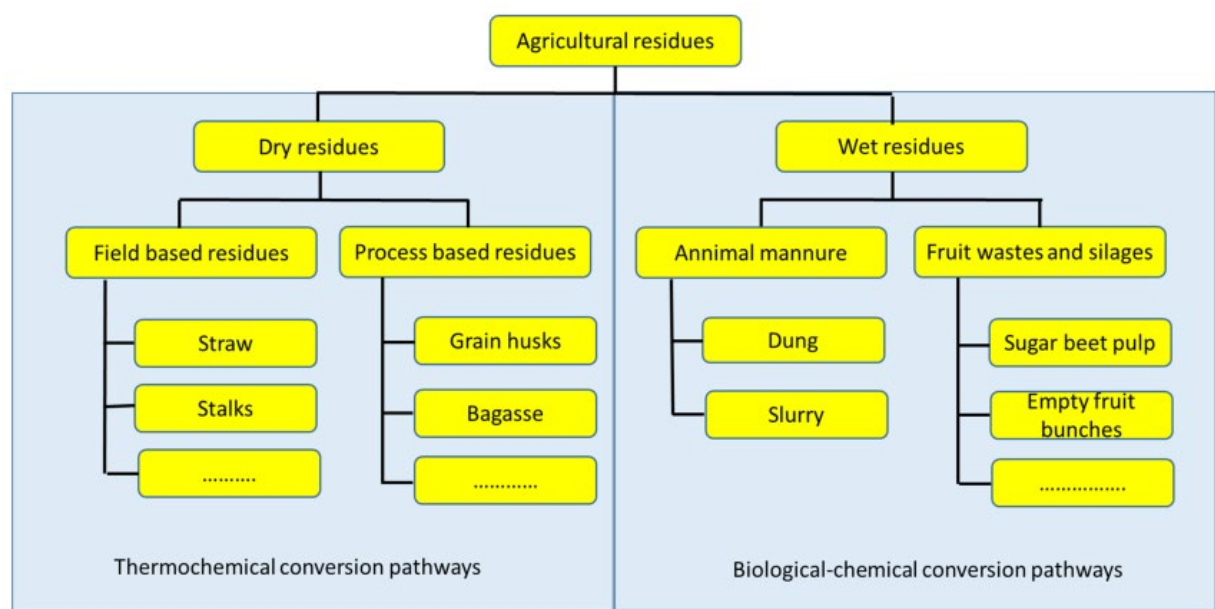 Agricultural residues
Dry residues
Wet residues
Field based residues
Process based residues
Annimal mannure
Fruit wastes and silages
Straw
Grain husks
Dung
Sugar beet pulp
Stalks
Bagasse
Slurry
Empty fruit
bunches
……….
…………
…………….
Thermochemical conversion pathways
Biological-chemical conversion pathways